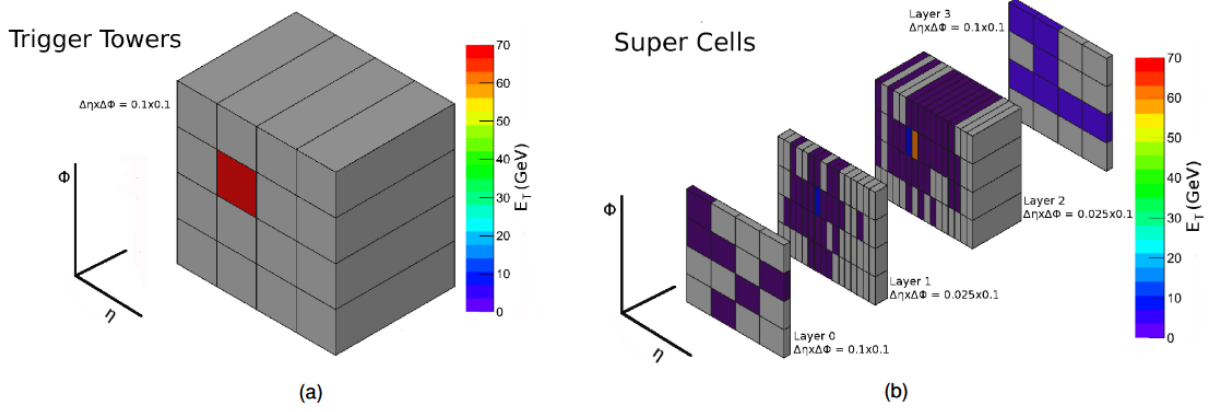 Trigger Towers
ΔηxΔΦ = 0.1x0.1
Φ
η
70
60
50
40
30
20
10
0
E_T (GeV)
(a)
Super Cells
Layer 3
ΔηxΔΦ = 0.1x0.1
Φ
η
Layer 0
ΔηxΔΦ = 0.1x0.1
Layer 1
ΔηxΔΦ = 0.025x0.1
Layer 2
ΔηxΔΦ = 0.025x0.1
70
60
50
40
30
20
10
0
E_T (GeV)
(b)